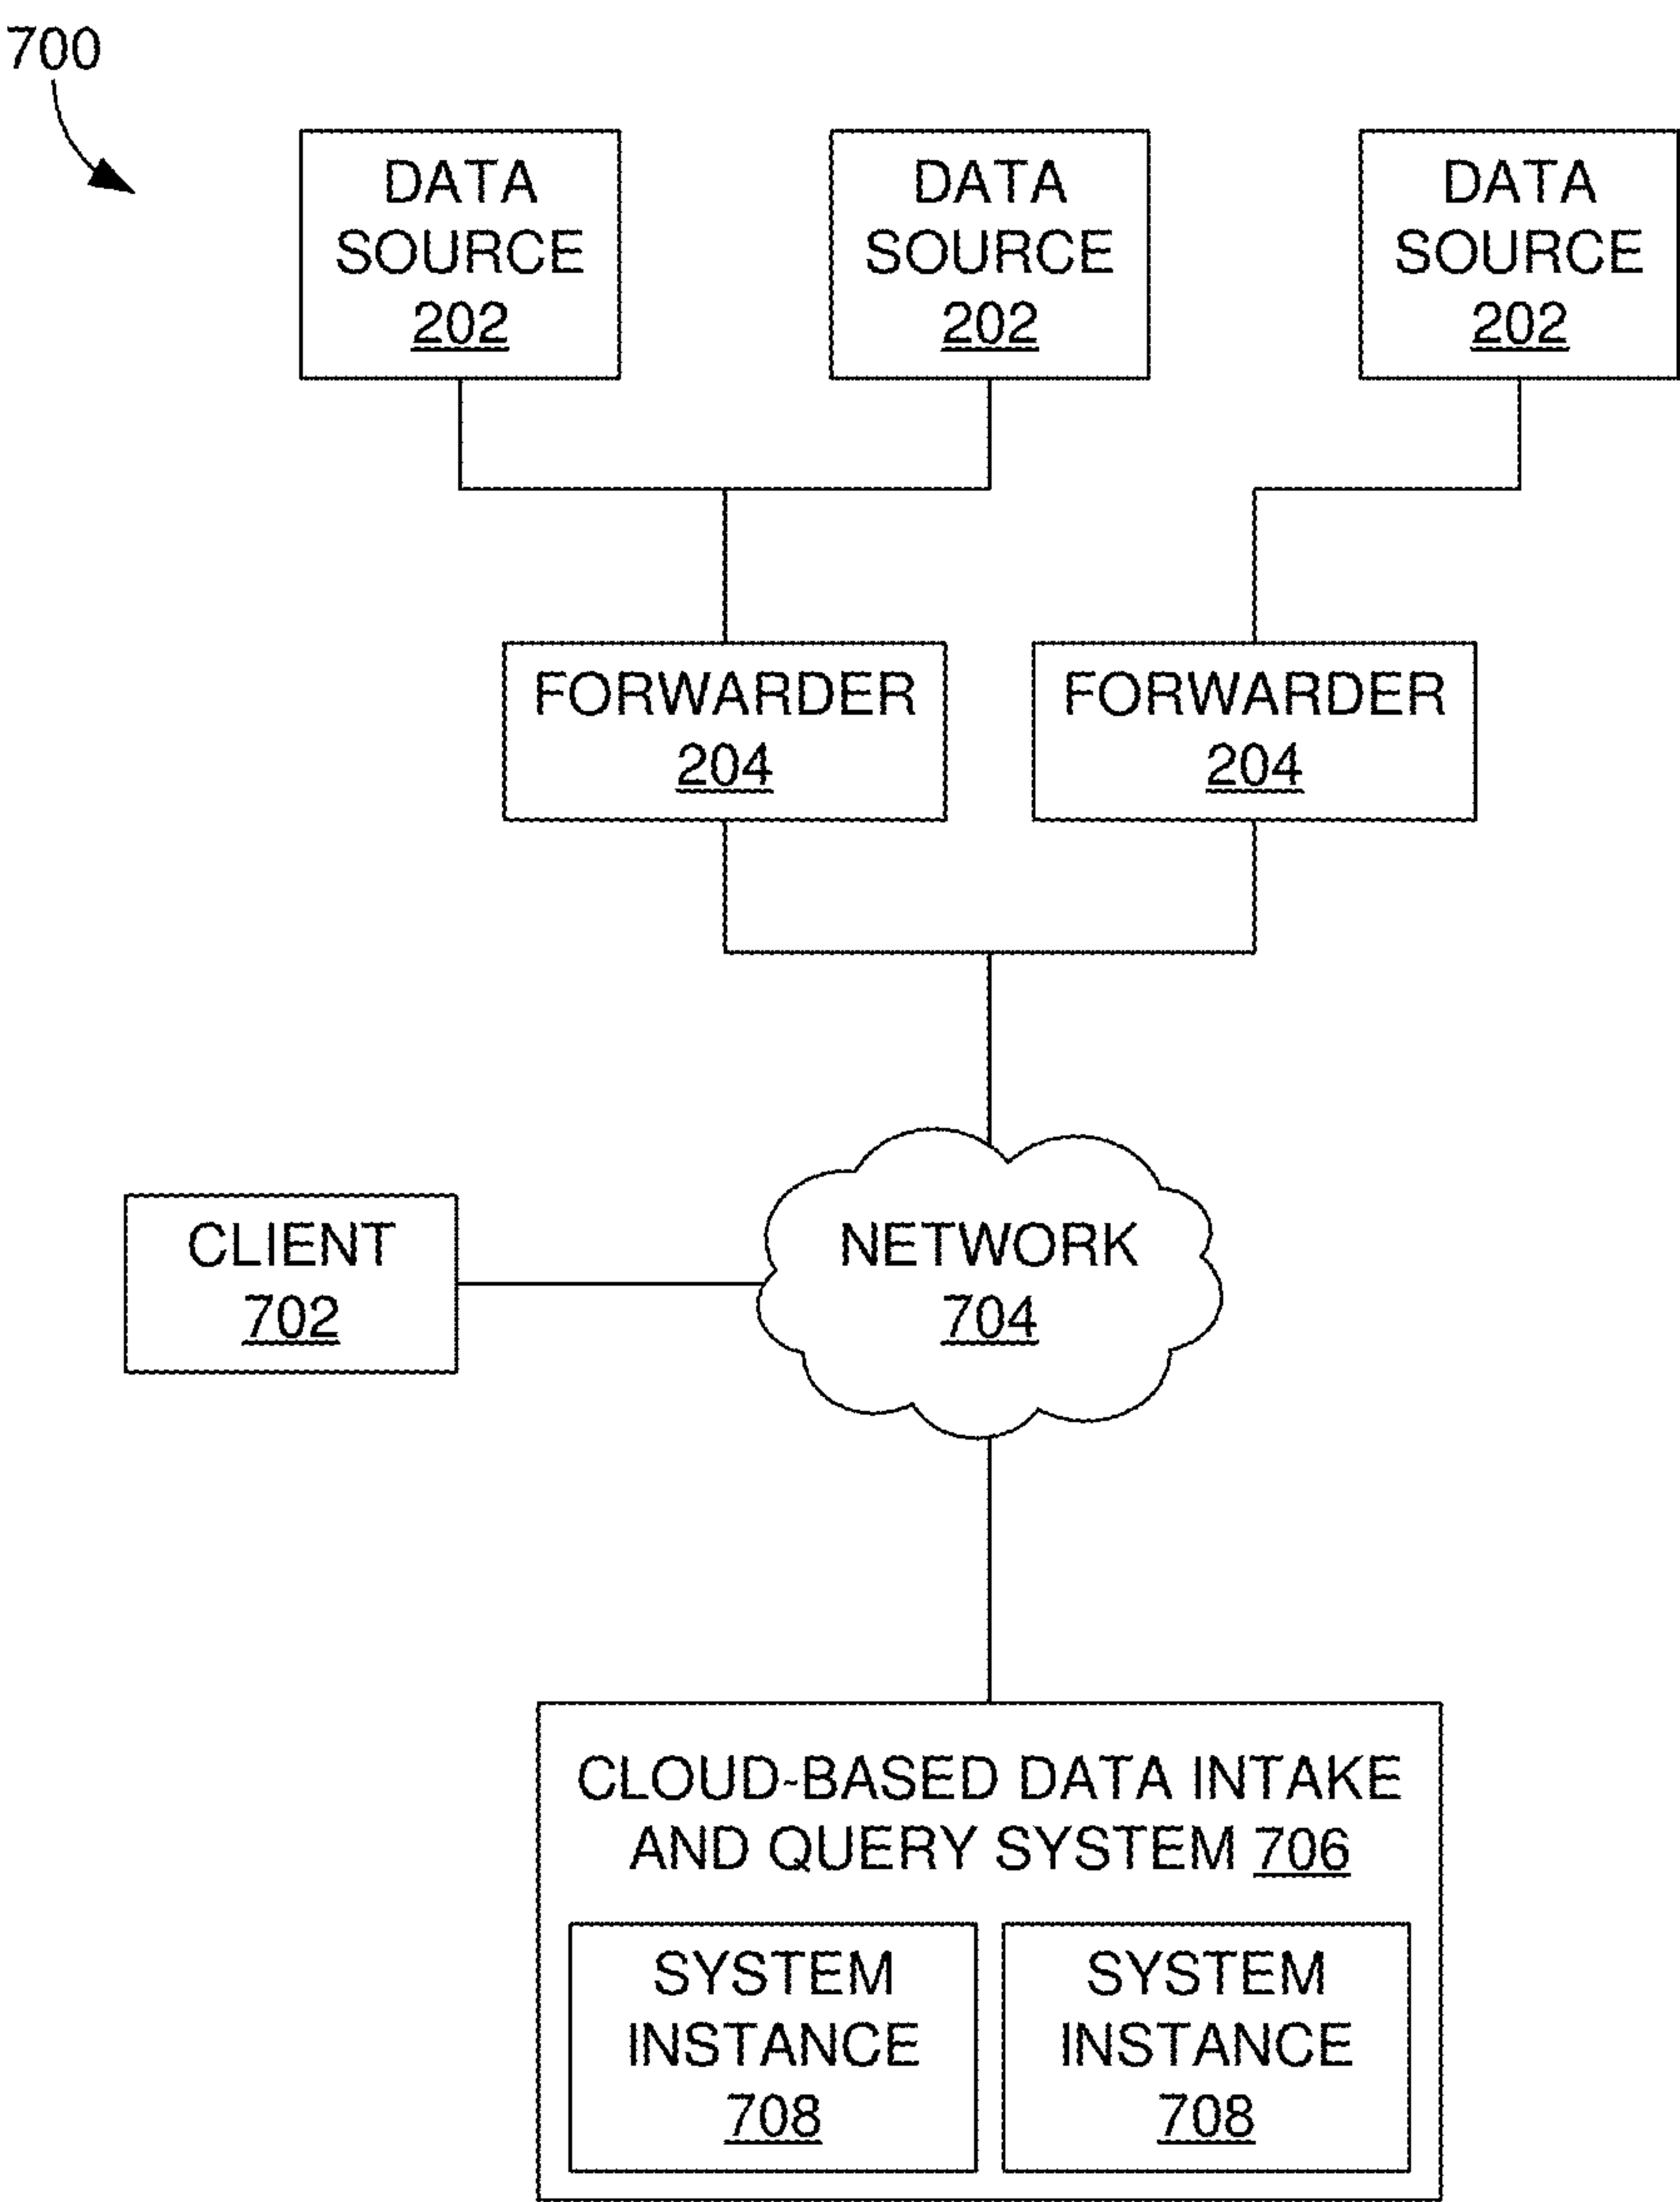 700
DATA
SOURCE
202
DATA
SOURCE
202
DATA
SOURCE
202
FORWARDER
204
FORWARDER
204
CLIENT
702
NETWORK
704
CLOUD-BASED DATA INTAKE
AND QUERY SYSTEM 706
SYSTEM
INSTANCE
708
SYSTEM
INSTANCE
708